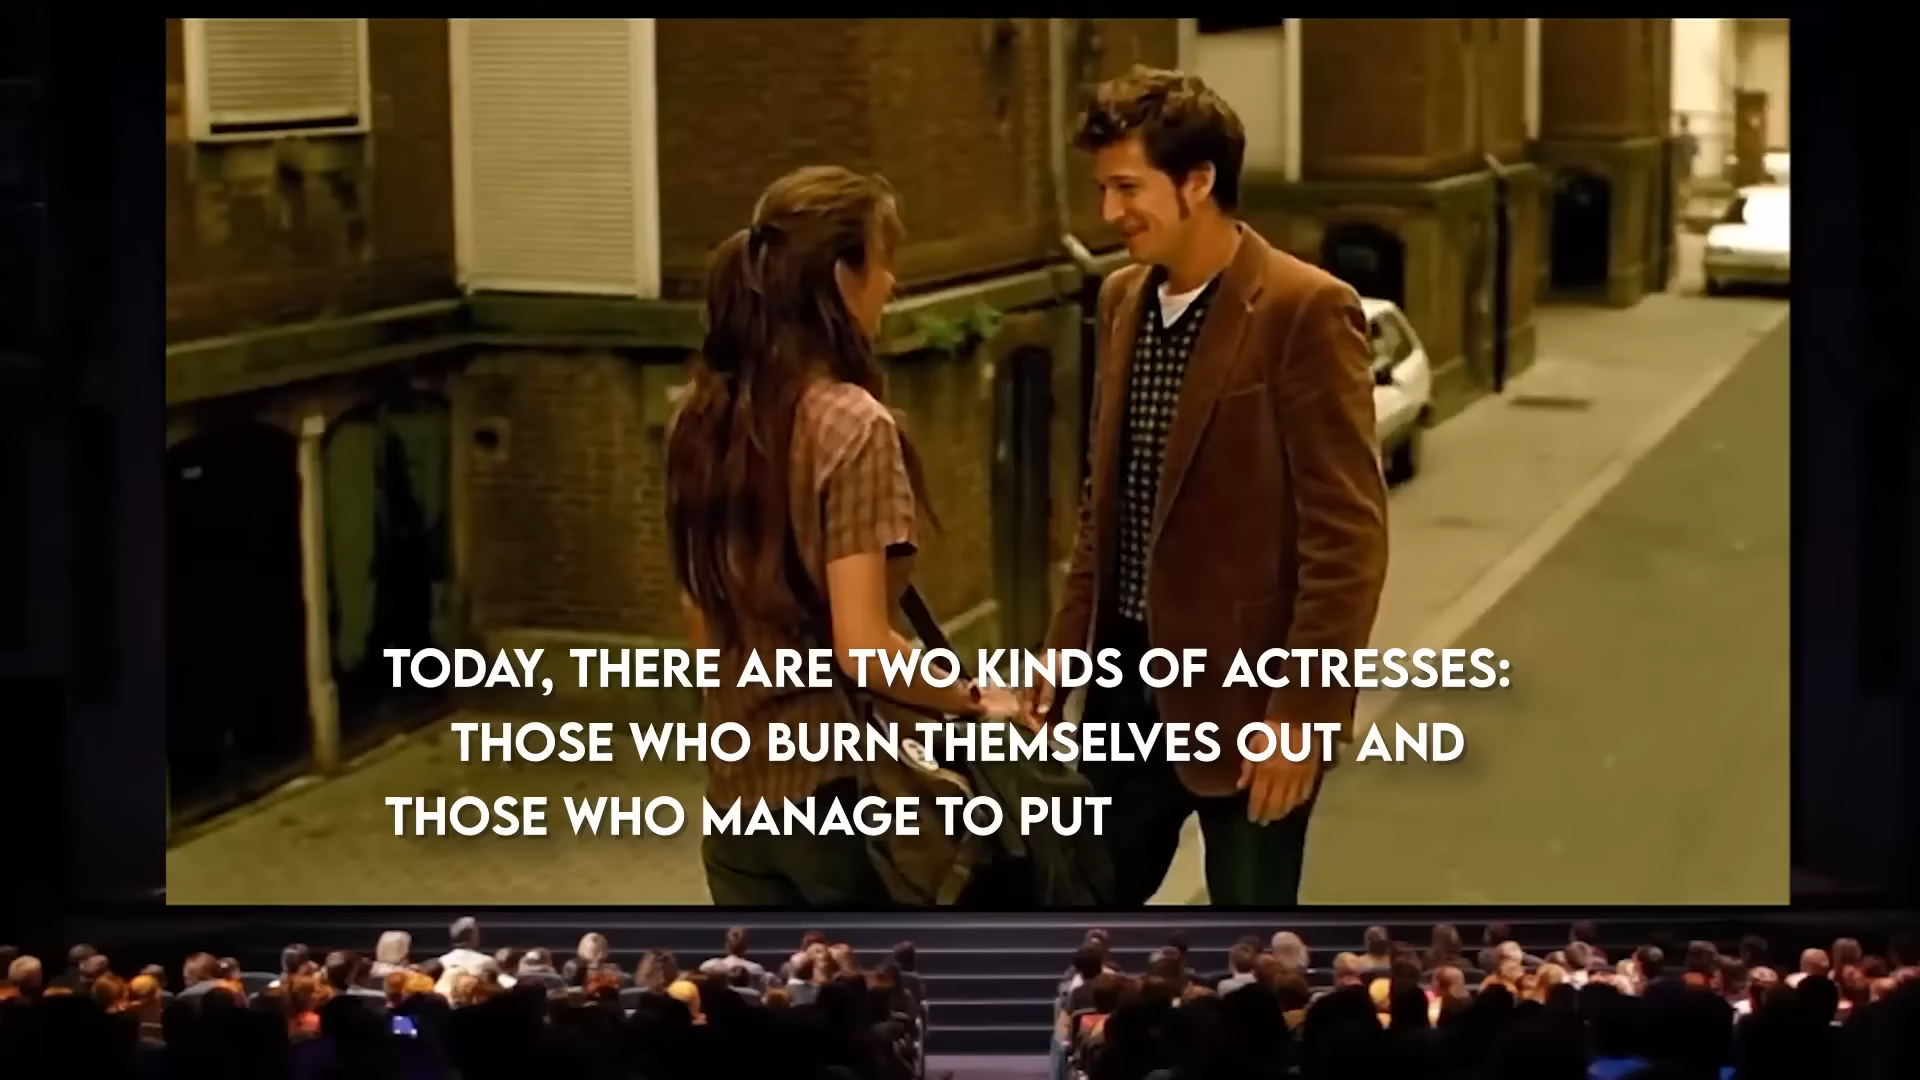 TODAY, THERE ARE TWO KINDS OF ACTRESSES:
THOSE WHO BURN THEMSELVES OUT AND
THOSE WHO MANAGE TO PUT